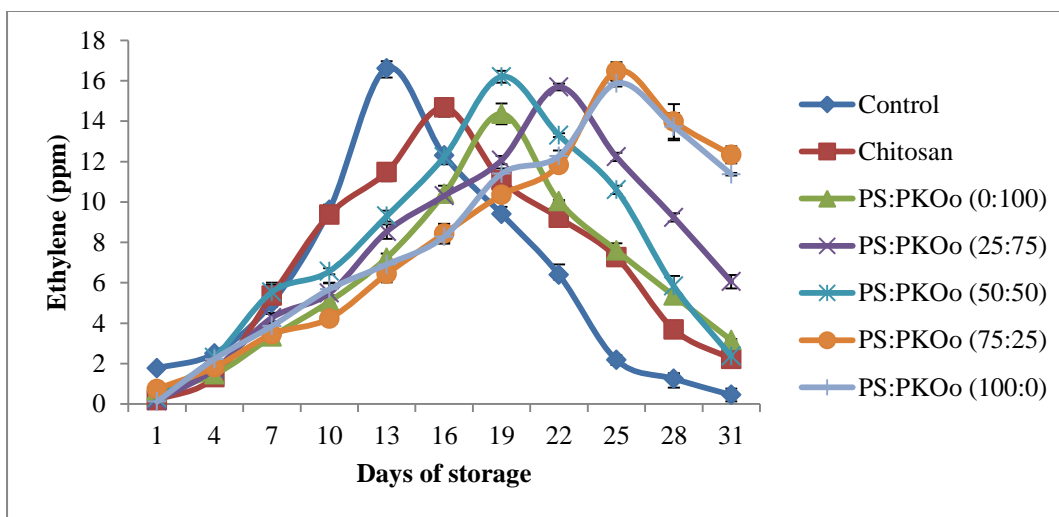 Ethylene (ppm)
18
16
14
12
10
8
6
4
2
0
1 4 7 10 13 16 19 22 25 28 31
Days of storage
Control
Chitosan
PS:PKOo (0:100)
PS:PKOo (25:75)
PS:PKOo (50:50)
PS:PKOo (75:25)
PS:PKOo (100:0)